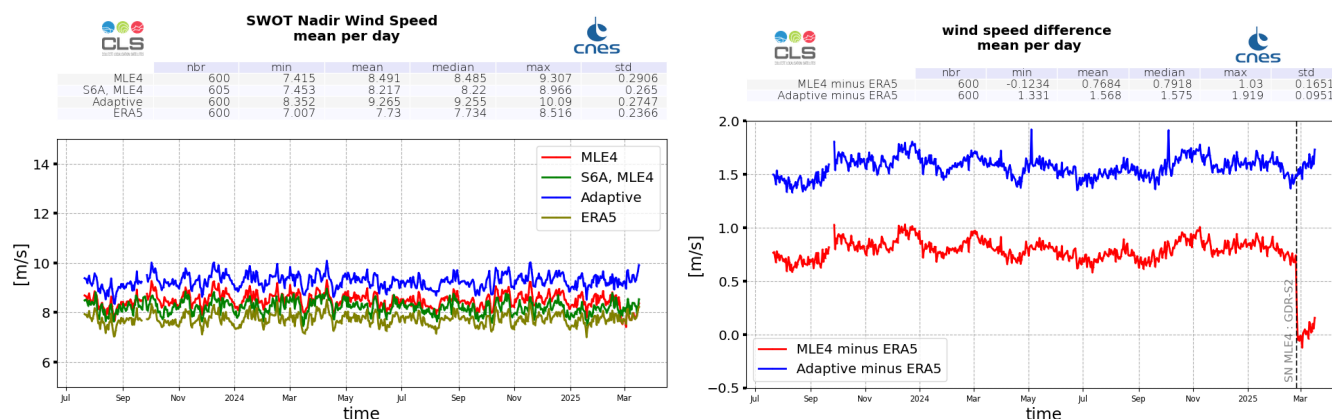 SWOT Nadir Wind Speed
mean per day
CLS
cnes
nbr min mean median max std
MLE4 600 7.415 8.491 8.485 9.307 0.2906
S6A, MLE4 605 7.453 8.217 8.22 8.966 0.265
Adaptive 600 8.352 9.265 9.255 10.09 0.2747
ERA5 600 7.007 7.73 7.734 8.516 0.2366
14
12
10
8
6
[m/s]
MLE4
S6A, MLE4
Adaptive
ERA5
Jul Sep Nov 2024 Mar May Jul Sep Nov 2025 Mar
time
wind speed difference
mean per day
CLS
cnes
nbr min mean median max std
MLE4 minus ERA5 600 -0.1234 0.7684 0.7918 1.03 0.1651
Adaptive minus ERA5 600 1.331 1.568 1.575 1.919 0.0951
2.0
1.5
1.0
0.5
0.0
−0.5
[m/s]
SN MLE4 : GDR-S2
MLE4 minus ERA5
Adaptive minus ERA5
Jul Sep Nov 2024 Mar May Jul Sep Nov 2025 Mar
time